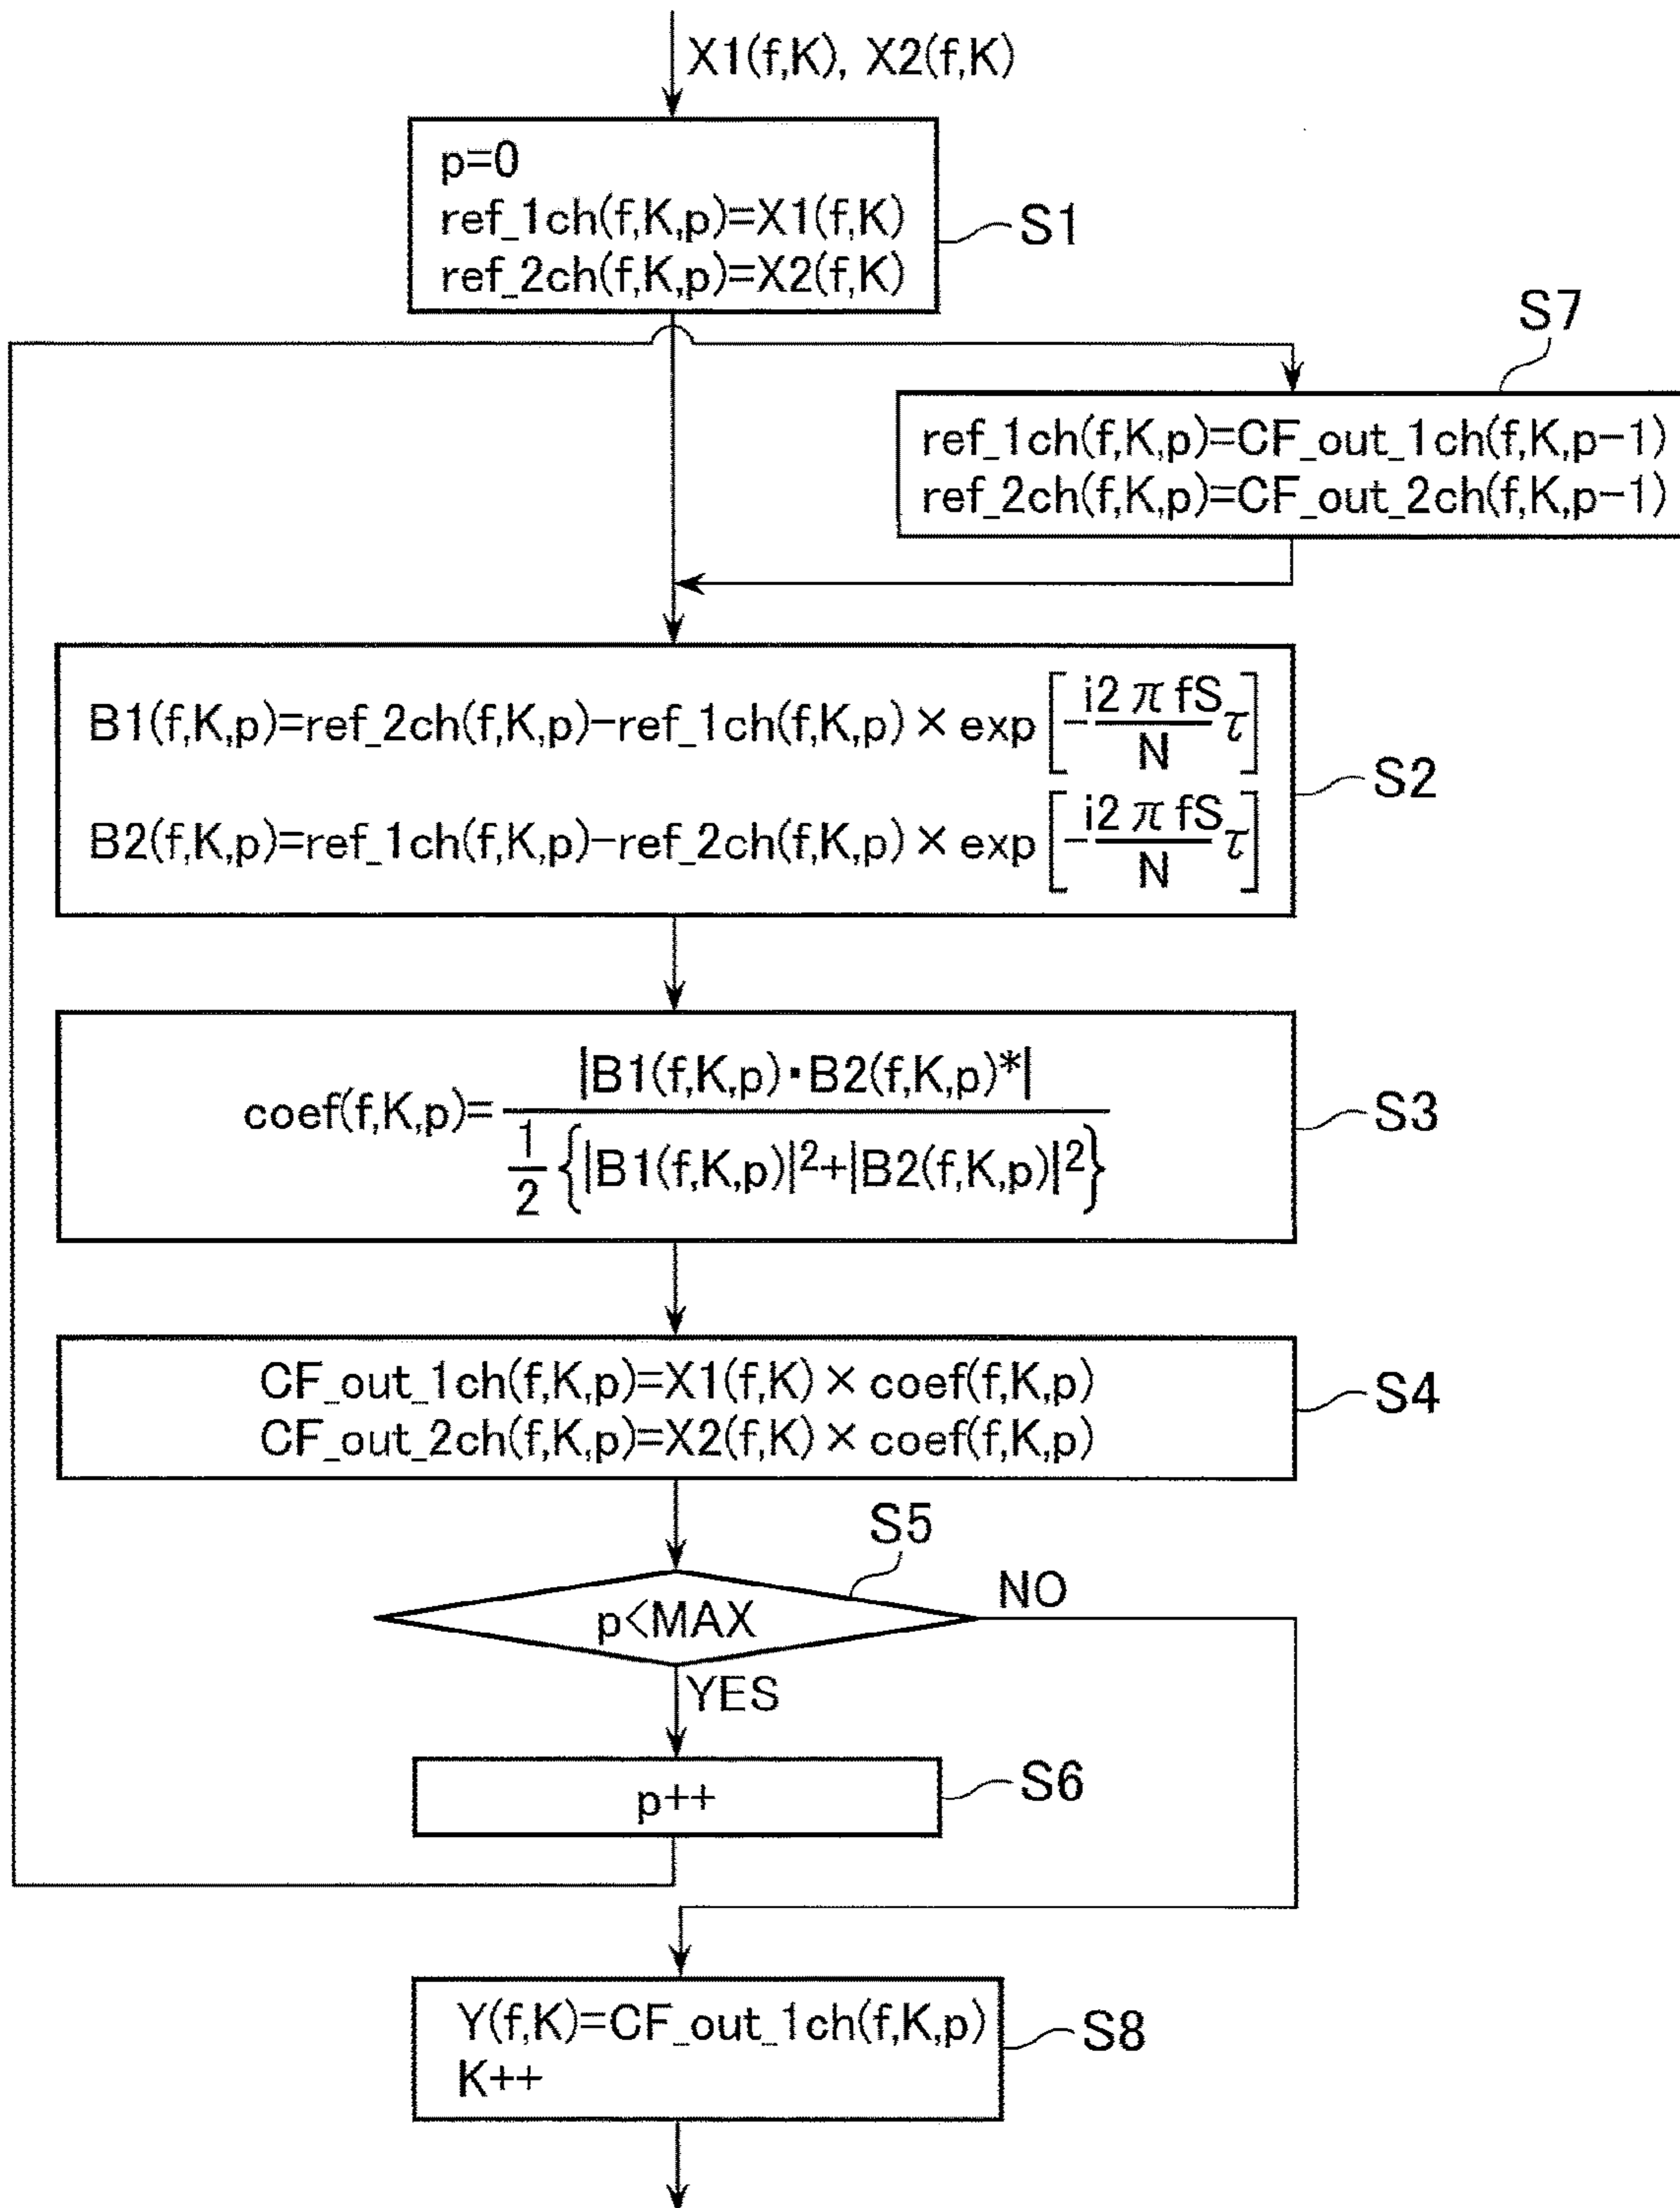 X1(f,K), X2(f,K)
p=0
ref_1ch(f,K,p)=X1(f,K)
ref_2ch(f,K,p)=X2(f,K)
S1
S7
ref_1ch(f,K,p)=CF_out_1ch(f,K,p-1)
ref_2ch(f,K,p)=CF_out_2ch(f,K,p-1)
B1(f,K,p)=ref_2ch(f,K,p)-ref_1ch(f,K,p)×exp[-i2πfS/N τ]
B2(f,K,p)=ref_1ch(f,K,p)-ref_2ch(f,K,p)×exp[-i2πfS/N τ]
S2
coef(f,K,p)=|B1(f,K,p)・B2(f,K,p)*| / 1/2{|B1(f,K,p)|²+|B2(f,K,p)|²}
S3
CF_out_1ch(f,K,p)=X1(f,K)×coef(f,K,p)
CF_out_2ch(f,K,p)=X2(f,K)×coef(f,K,p)
S4
S5
p<MAX
NO
YES
p++
S6
Y(f,K)=CF_out_1ch(f,K,p)
K++
S8